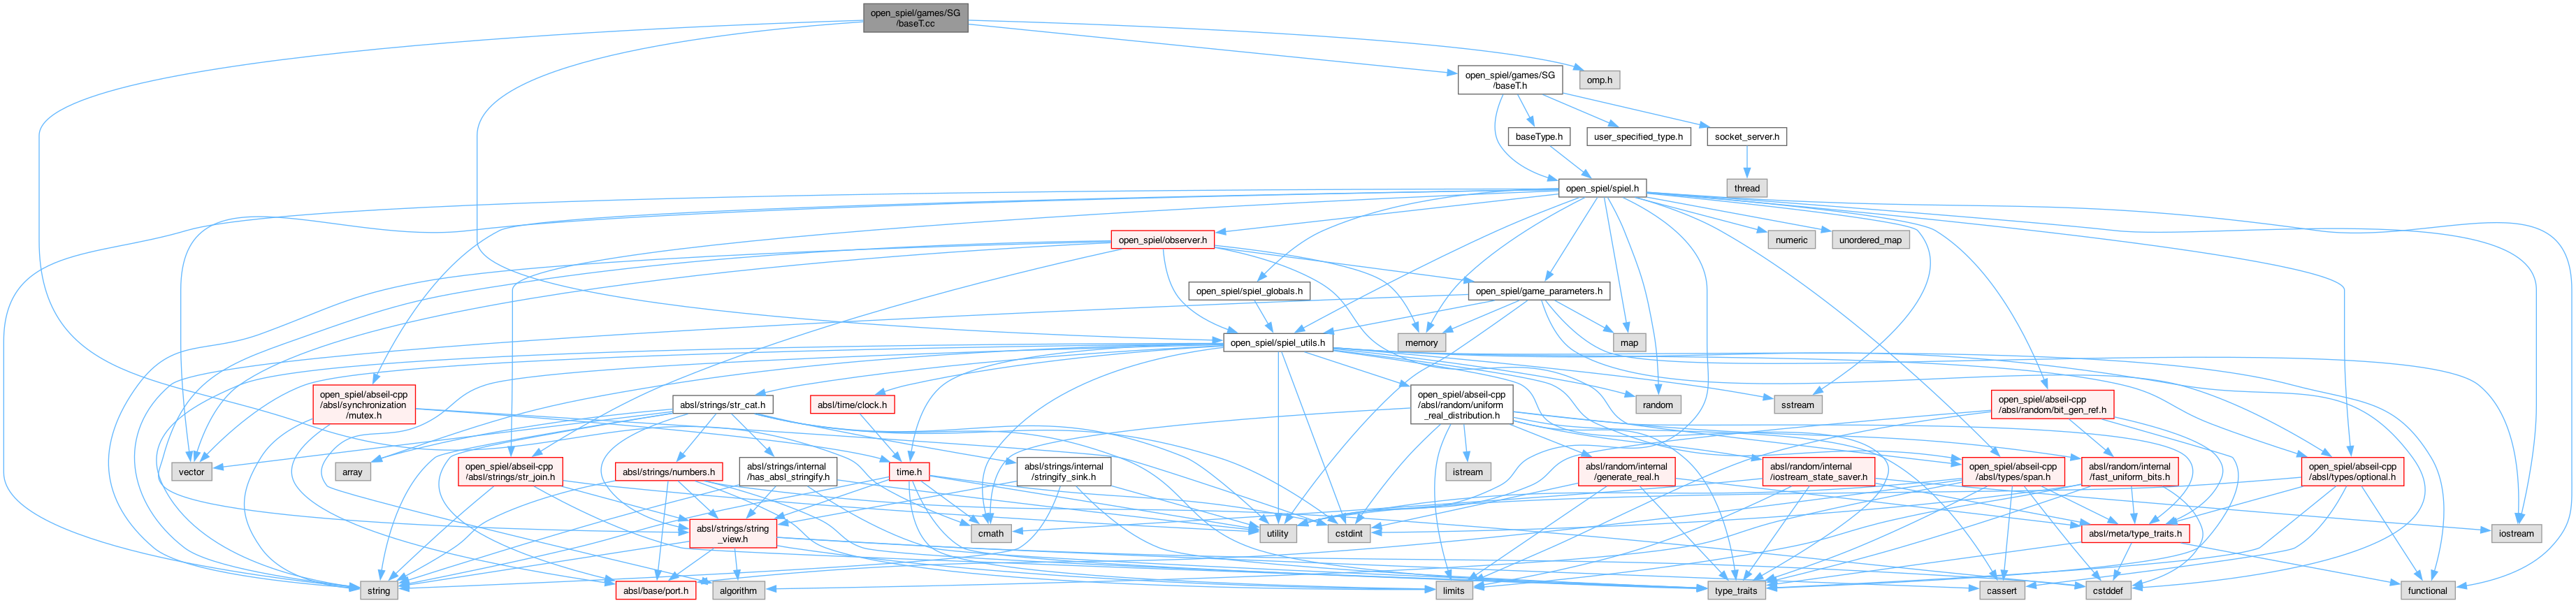 open_spiel/games/SG
/baseT.cc
open_spiel/games/SG
/baseT.h
omp.h
baseType.h
user_specified_type.h
socket_server.h
open_spiel/spiel.h
thread
open_spiel/observer.h
numeric
unordered_map
open_spiel/spiel_globals.h
open_spiel/game_parameters.h
open_spiel/spiel_utils.h
memory
map
open_spiel/abseil-cpp
/absl/synchronization
/mutex.h
absl/strings/str_cat.h
absl/time/clock.h
open_spiel/abseil-cpp
/absl/random/uniform
_real_distribution.h
random
sstream
open_spiel/abseil-cpp
/absl/random/bit_gen_ref.h
vector
array
open_spiel/abseil-cpp
/absl/strings/str_join.h
absl/strings/numbers.h
absl/strings/internal
/has_absl_stringify.h
time.h
absl/strings/internal
/stringify_sink.h
istream
absl/random/internal
/generate_real.h
absl/random/internal
/iostream_state_saver.h
open_spiel/abseil-cpp
/absl/types/span.h
absl/random/internal
/fast_uniform_bits.h
open_spiel/abseil-cpp
/absl/types/optional.h
absl/strings/string
_view.h
cmath
utility
cstdint
absl/meta/type_traits.h
iostream
string
absl/base/port.h
algorithm
limits
type_traits
cassert
cstddef
functional